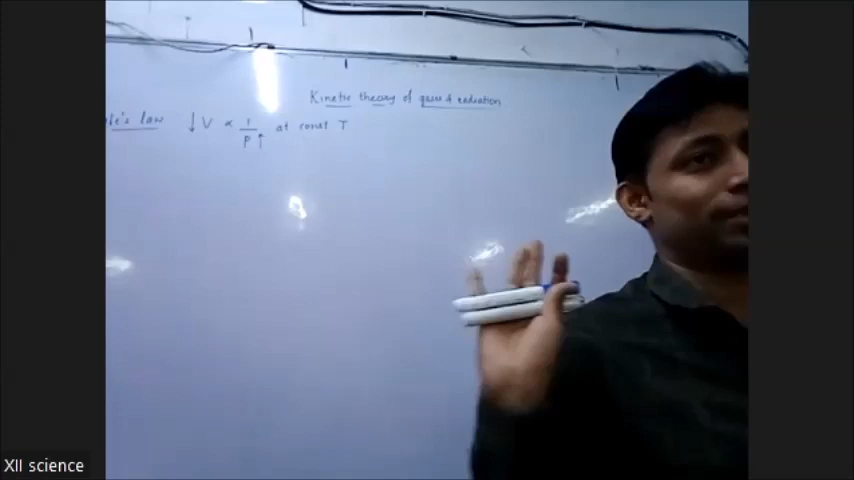 Kinetic theory of gases & radiation
le's law ↓ V ∝ 1/P ↑ at const T
XII science